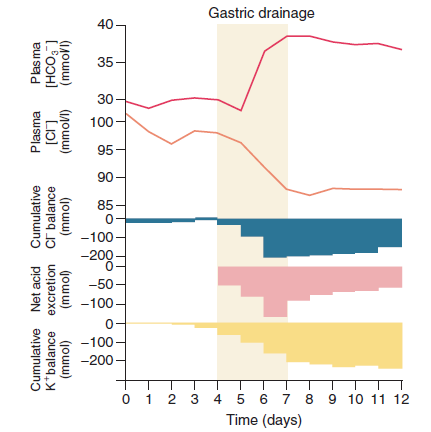 Gastric drainage
Plasma
[HCO₃⁻]
(mmol/l)
40
35
30
Plasma
[Cl⁻]
(mmol/l)
100
95
90
85
Cumulative
Cl⁻ balance
(mmol)
0
−100
−200
Net acid
excretion
(mmol)
0
−50
−100
Cumulative
K⁺ balance
(mmol)
0
−100
−200
0 1 2 3 4 5 6 7 8 9 10 11 12
Time (days)